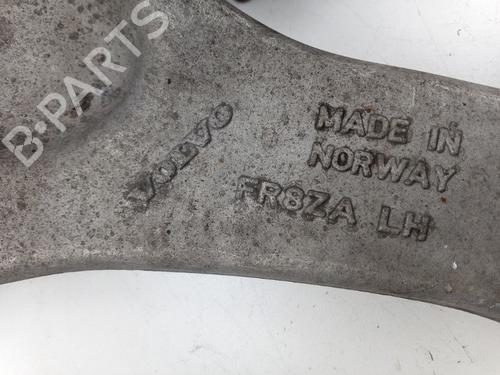 B-PARTS
VOLVO
MADE IN
NORWAY
FR8ZA LH